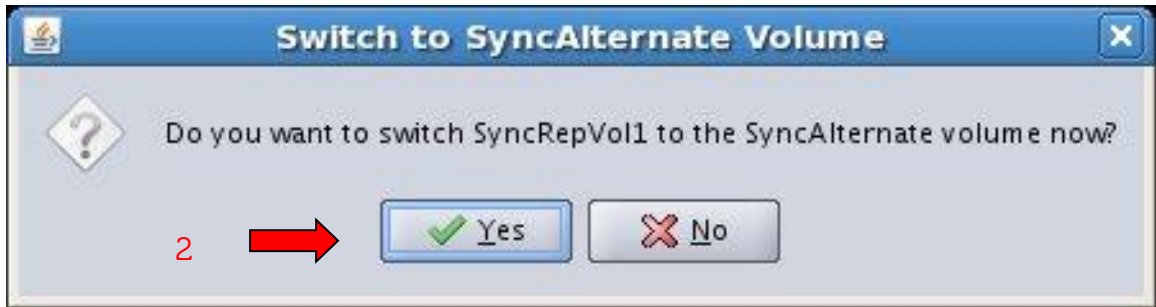 Switch to SyncAlternate Volume
Do you want to switch SyncRepVol1 to the SyncAlternate volume now?
2 Yes No